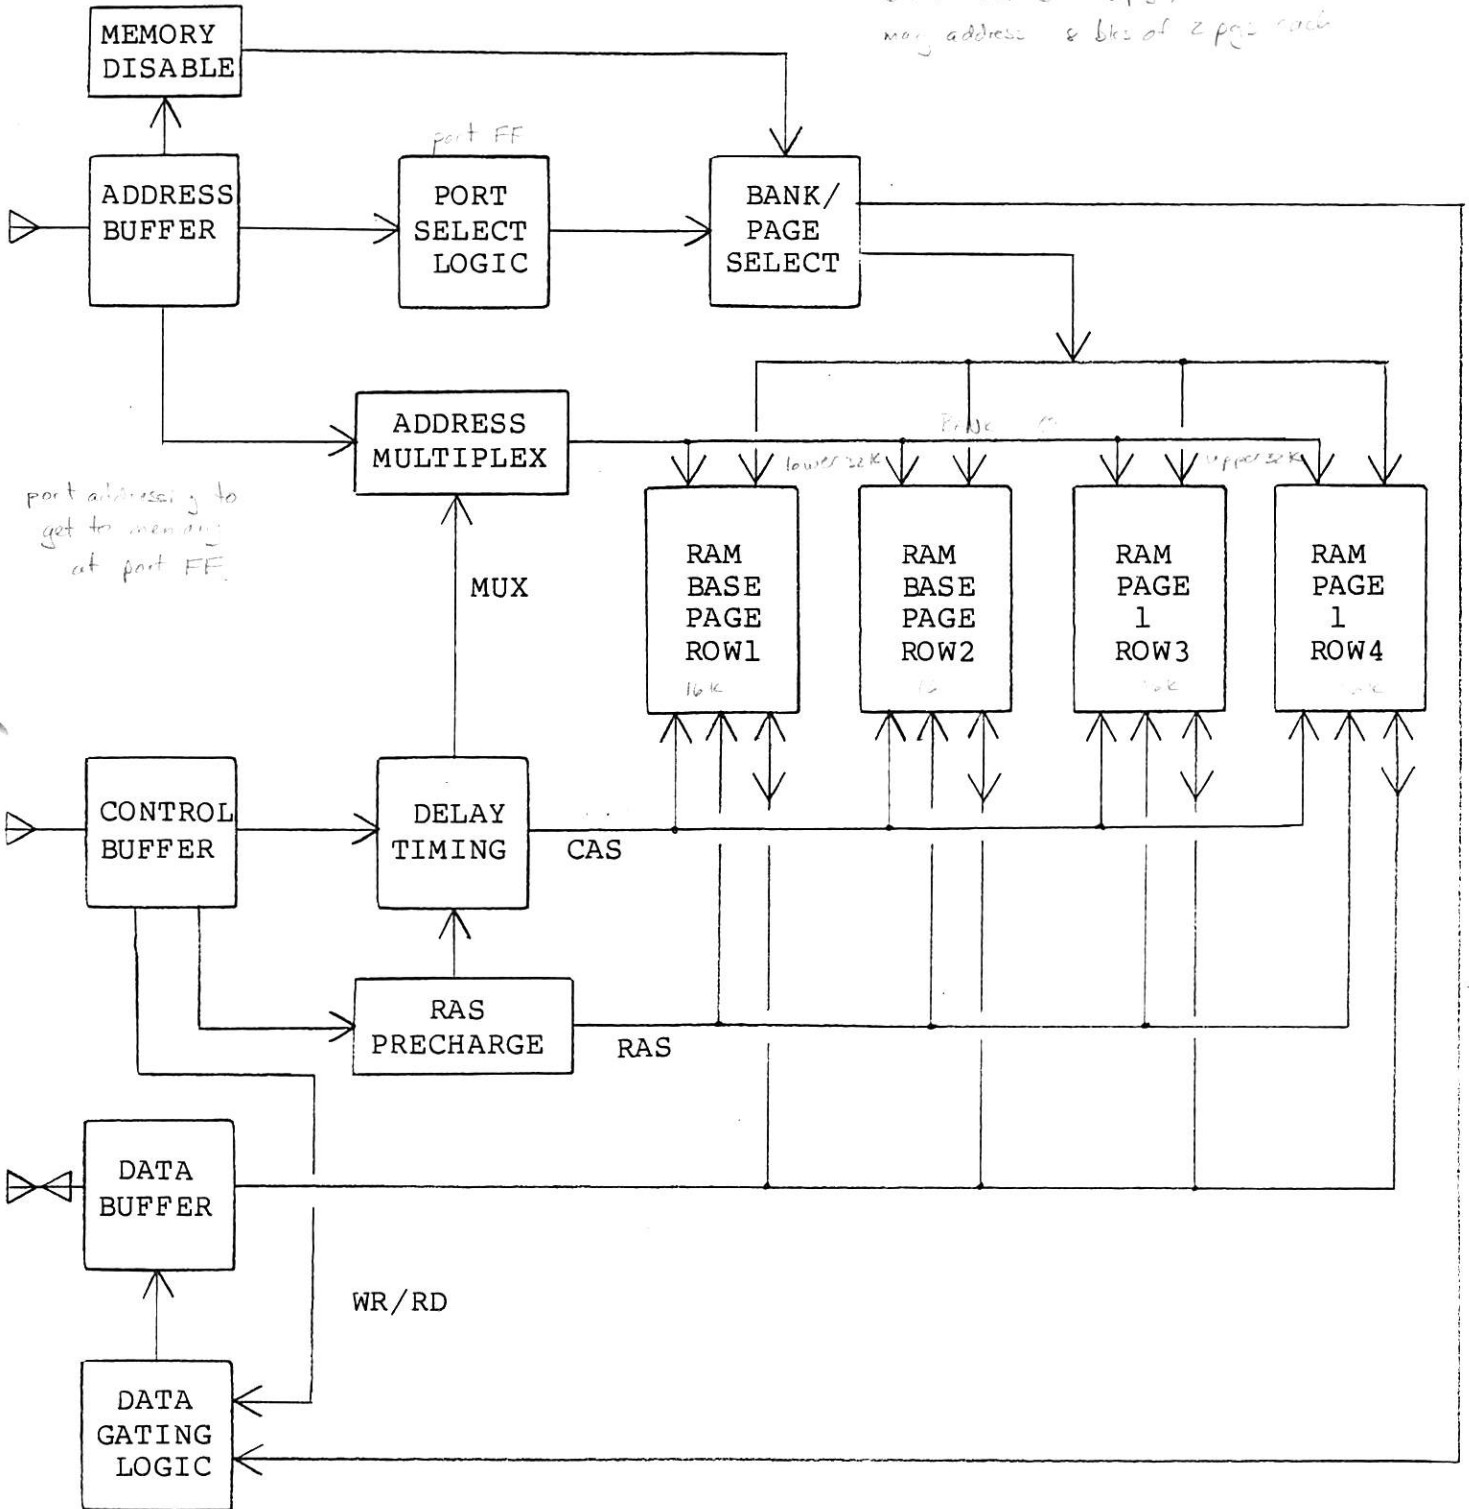 may address 8 bks of 2 pgs each
MEMORY
DISABLE
port FF
ADDRESS
BUFFER
PORT
SELECT
LOGIC
BANK/
PAGE
SELECT
ADDRESS
MULTIPLEX
lower 32K
upper 32K
port addressing to
get to memory
at port FF.
MUX
RAM
BASE
PAGE
ROW1
16K
RAM
BASE
PAGE
ROW2
16
RAM
PAGE
1
ROW3
RAM
PAGE
1
ROW4
CONTROL
BUFFER
DELAY
TIMING
CAS
RAS
PRECHARGE
RAS
DATA
BUFFER
WR/RD
DATA
GATING
LOGIC